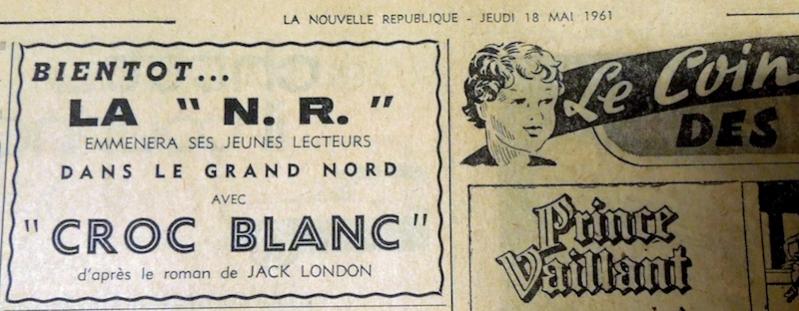 LA NOUVELLE REPUBLIQUE - JEUDI 18 MAI 1961
BIENTOT...
LA "N. R."
EMMENERA SES JEUNES LECTEURS
DANS LE GRAND NORD
AVEC
"CROC BLANC"
d'après le roman de JACK LONDON
Le Coin
DES
Prince
Vaillant